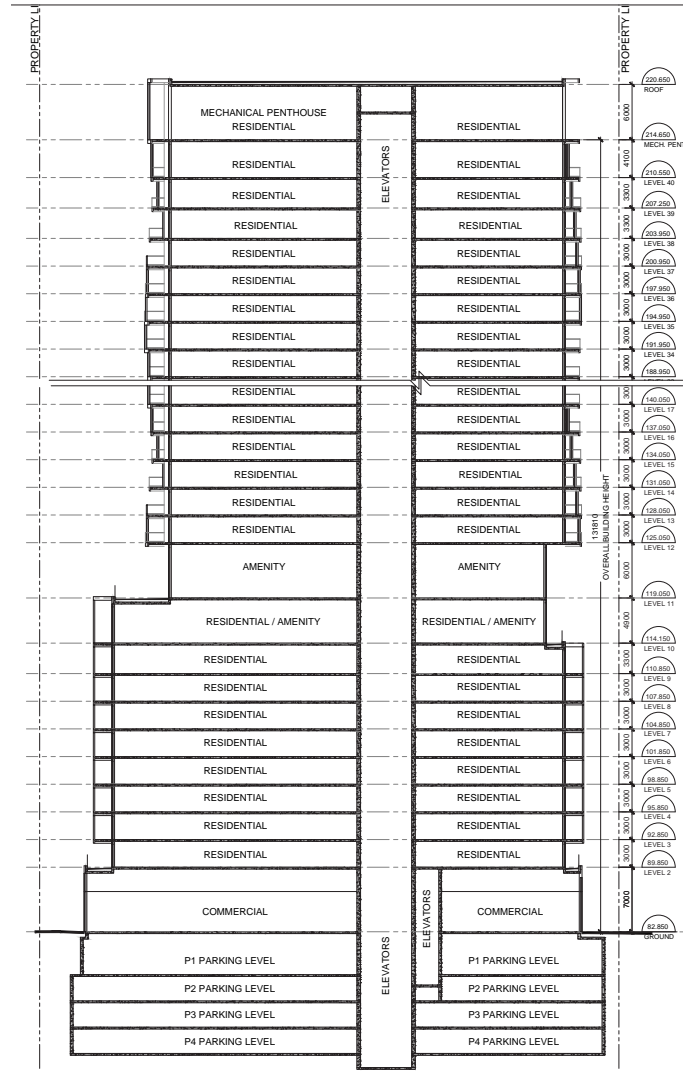 PROPERTY LI
PROPERTY LI
220.650
ROOF
6000
MECHANICAL PENTHOUSE
RESIDENTIAL RESIDENTIAL
214.650
MECH. PENT
ELEVATORS
4100
RESIDENTIAL RESIDENTIAL
210.550
LEVEL 40
3300
RESIDENTIAL RESIDENTIAL
207.250
LEVEL 39
3300
RESIDENTIAL RESIDENTIAL
203.950
LEVEL 38
3000
RESIDENTIAL RESIDENTIAL
200.950
LEVEL 37
3000
RESIDENTIAL RESIDENTIAL
197.950
LEVEL 36
3000
RESIDENTIAL RESIDENTIAL
194.950
LEVEL 35
3000
RESIDENTIAL RESIDENTIAL
191.950
LEVEL 34
3000
RESIDENTIAL RESIDENTIAL
188.950
RESIDENTIAL RESIDENTIAL
140.050
LEVEL 17
3000
RESIDENTIAL RESIDENTIAL
137.050
LEVEL 16
3000
RESIDENTIAL RESIDENTIAL
134.050
LEVEL 15
3000
RESIDENTIAL RESIDENTIAL
131.050
LEVEL 14
3000
RESIDENTIAL RESIDENTIAL
128.050
LEVEL 13
3000
RESIDENTIAL RESIDENTIAL
125.050
LEVEL 12
131810
OVERALL BUILDING HEIGHT
6000
AMENITY AMENITY
119.050
LEVEL 11
4900
RESIDENTIAL / AMENITY RESIDENTIAL / AMENITY
114.150
LEVEL 10
3300
RESIDENTIAL RESIDENTIAL
110.850
LEVEL 9
3000
RESIDENTIAL RESIDENTIAL
107.850
LEVEL 8
3000
RESIDENTIAL RESIDENTIAL
104.850
LEVEL 7
3000
RESIDENTIAL RESIDENTIAL
101.850
LEVEL 6
3000
RESIDENTIAL RESIDENTIAL
98.850
LEVEL 5
3000
RESIDENTIAL RESIDENTIAL
95.850
LEVEL 4
3000
RESIDENTIAL RESIDENTIAL
92.850
LEVEL 3
3000
RESIDENTIAL RESIDENTIAL
89.850
LEVEL 2
7000
COMMERCIAL COMMERCIAL
82.850
GROUND
ELEVATORS
ELEVATORS
P1 PARKING LEVEL P1 PARKING LEVEL
P2 PARKING LEVEL P2 PARKING LEVEL
P3 PARKING LEVEL P3 PARKING LEVEL
P4 PARKING LEVEL P4 PARKING LEVEL